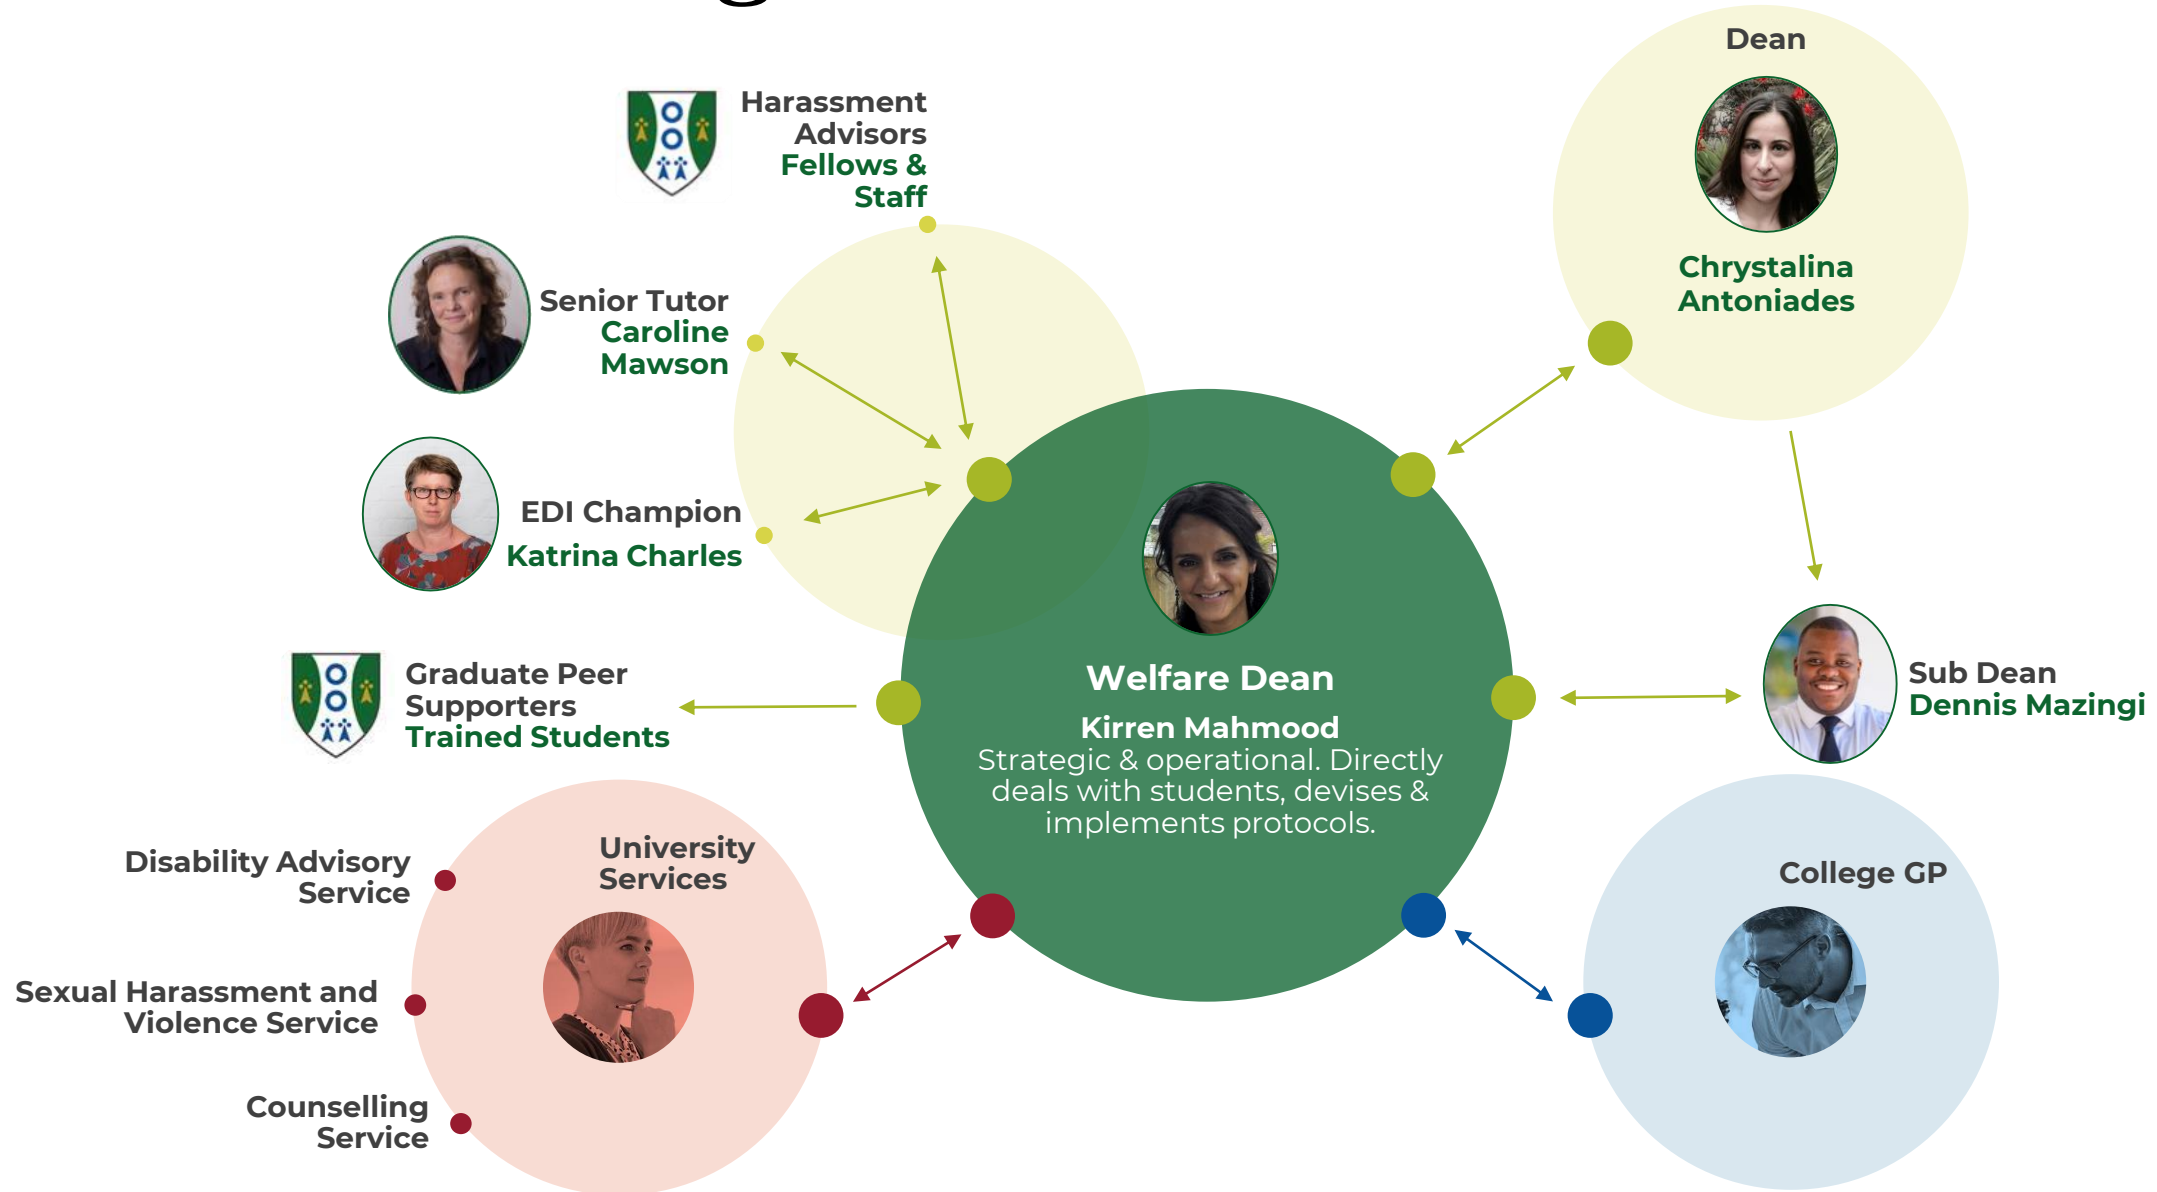 Dean
Chrystalina
Antoniades
Harassment
Advisors
Fellows &
Staff
Senior Tutor
Caroline
Mawson
EDI Champion
Katrina Charles
Graduate Peer
Supporters
Trained Students
Welfare Dean
Kirren Mahmood
Strategic & operational. Directly
deals with students, devises &
implements protocols.
Sub Dean
Dennis Mazingi
University
Services
Disability Advisory
Service
Sexual Harassment and
Violence Service
Counselling
Service
College GP